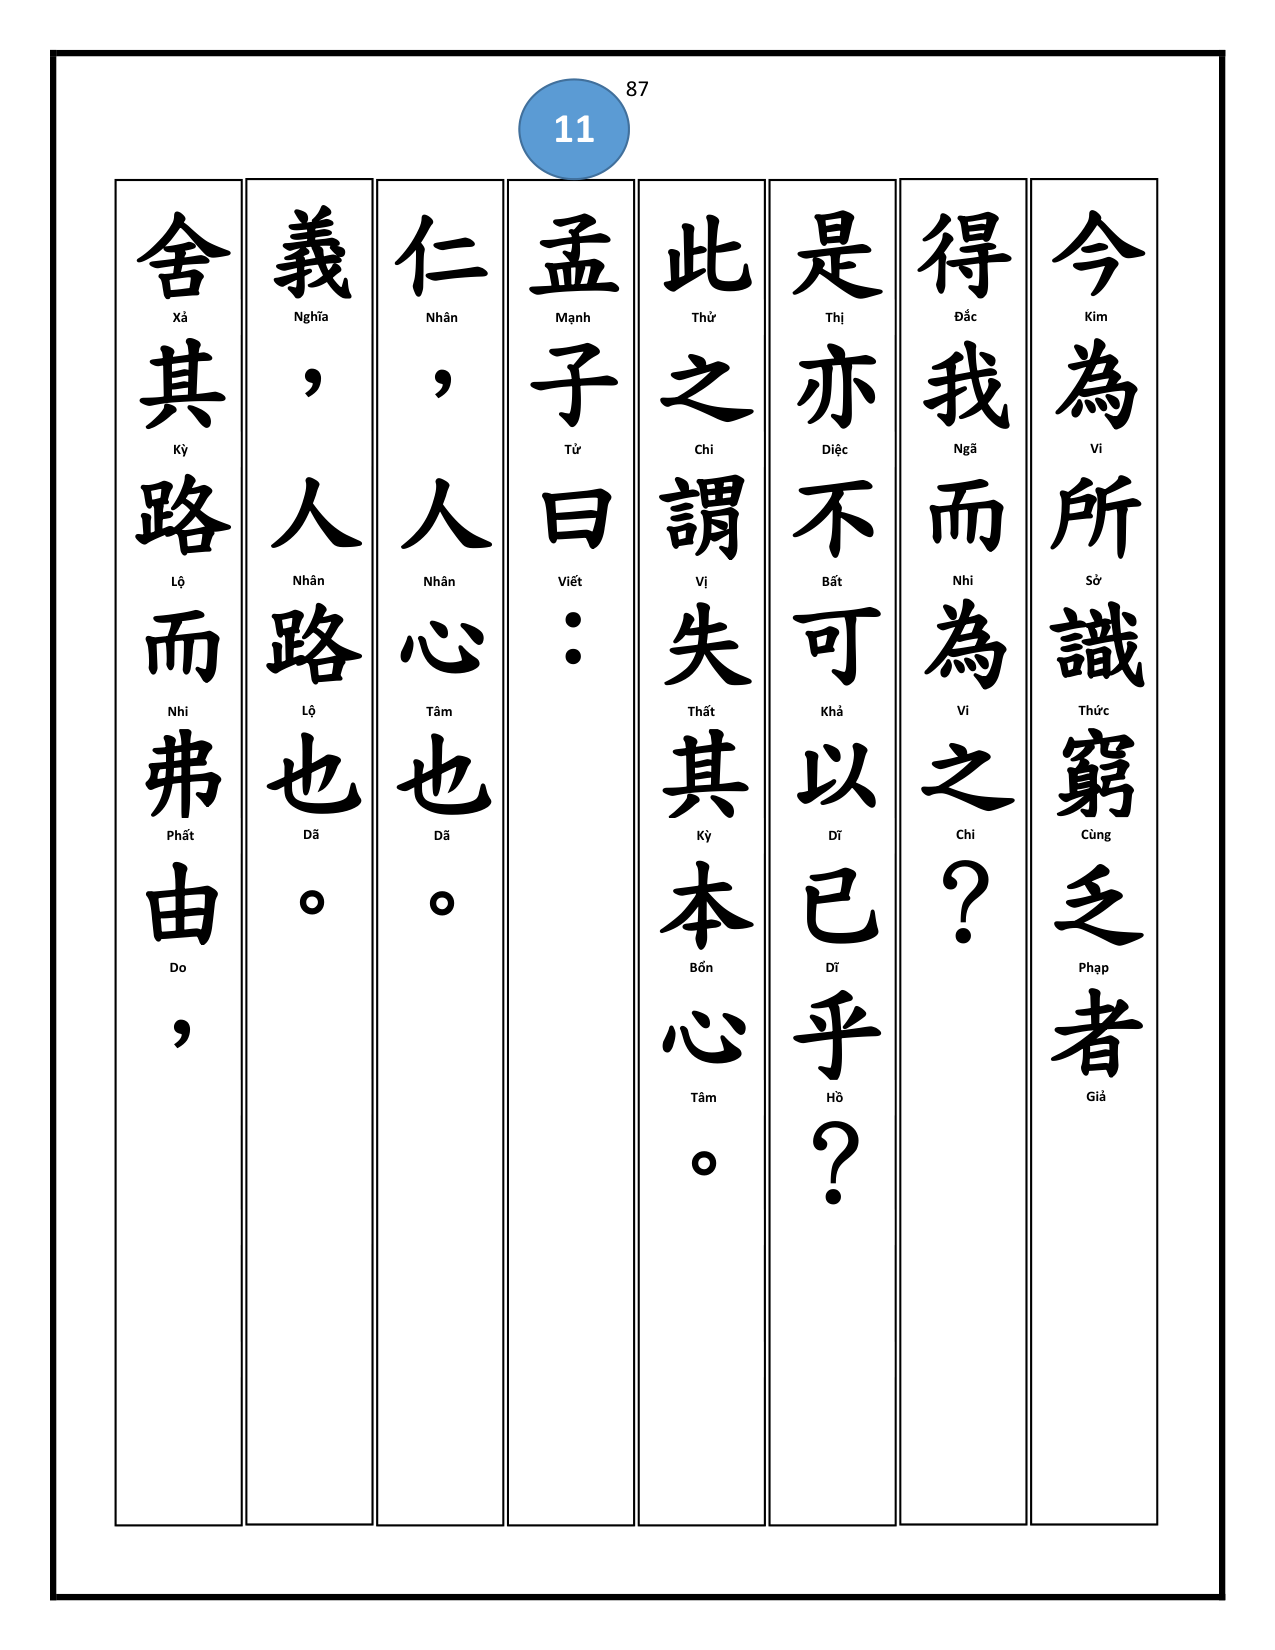 87
11
今為所識窮乏者
Kim Vi Sở Thức Cùng Phạp Giả
得我而為之？
Đắc Ngã Nhi Vi Chi
是亦不可以已乎？
Thị Diệc Bất Khả Dĩ Dĩ Hồ
此之謂失其本心。
Thử Chi Vị Thất Kỳ Bổn Tâm
孟子曰：
Mạnh Tử Viết
仁，人心也。
Nhân Nhân Tâm Dã
義，人路也。
Nghĩa Nhân Lộ Dã
舍其路而弗由，
Xả Kỳ Lộ Nhi Phất Do